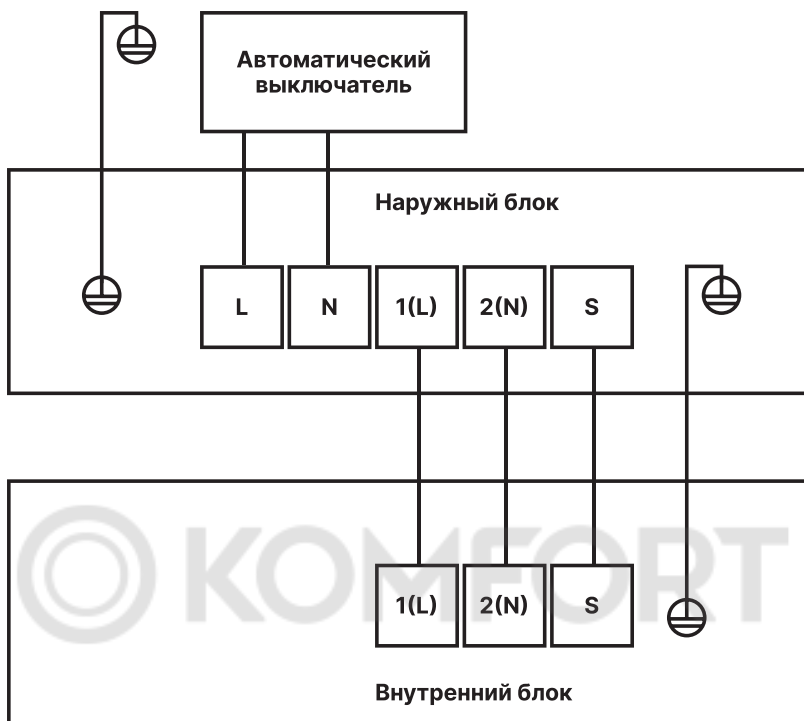 Автоматический
выключатель
Наружный блок
L N 1(L) 2(N) S
KOMFORT
1(L) 2(N) S
Внутренний блок